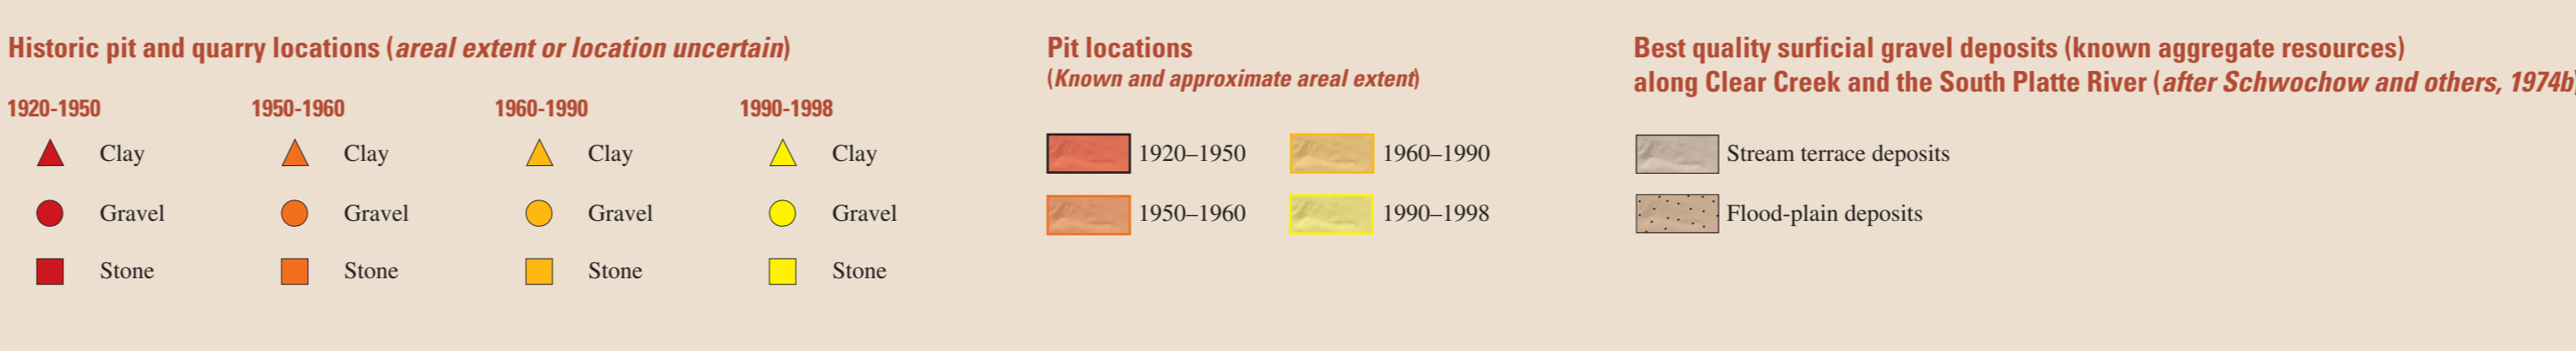 Historic pit and quarry locations (areal extent or location uncertain)
1920-1950 1950-1960 1960-1990 1990-1998
Clay Clay Clay Clay
Gravel Gravel Gravel Gravel
Stone Stone Stone Stone
Pit locations
(Known and approximate areal extent)
1920–1950 1960–1990
1950–1960 1990–1998
Best quality surficial gravel deposits (known aggregate resources)
along Clear Creek and the South Platte River (after Schwochow and others, 1974b)
Stream terrace deposits
Flood-plain deposits